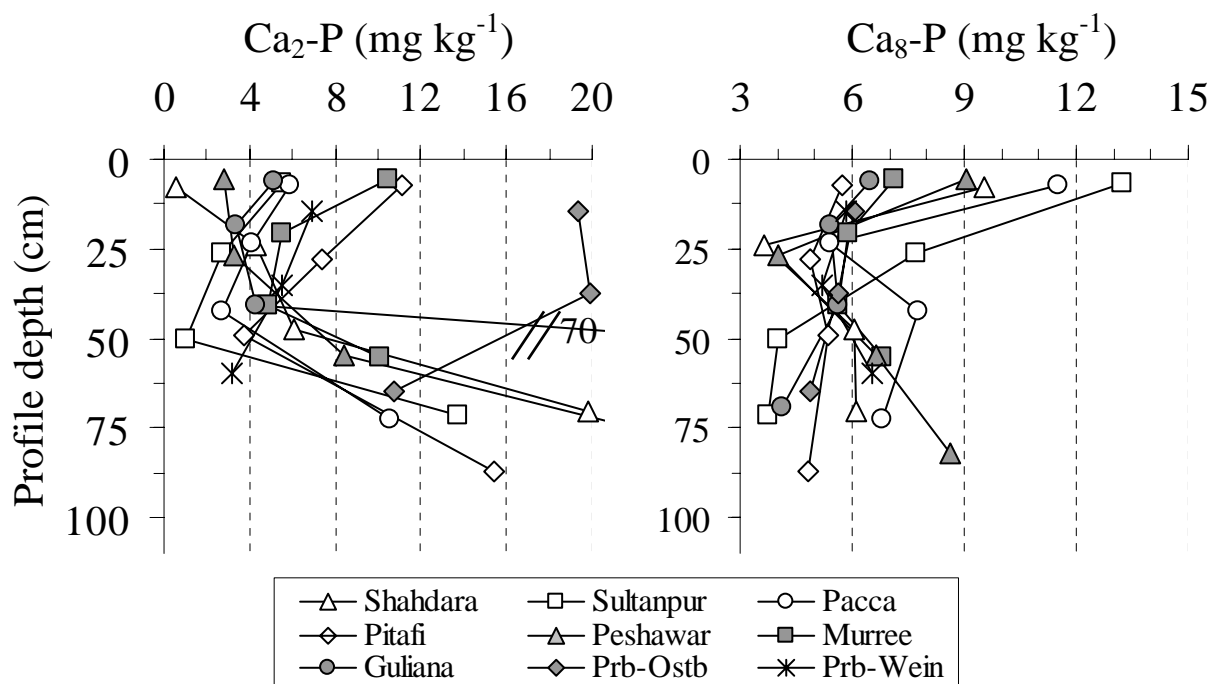 Ca₂-P (mg kg⁻¹) Ca₈-P (mg kg⁻¹)
0 4 8 12 16 20 3 6 9 12 15
0 0
25 25
50 50
75 75
100 100
Profile depth (cm)
//70
Shahdara Sultanpur Pacca
Pitafi Peshawar Murree
Guliana Prb-Ostb Prb-Wein